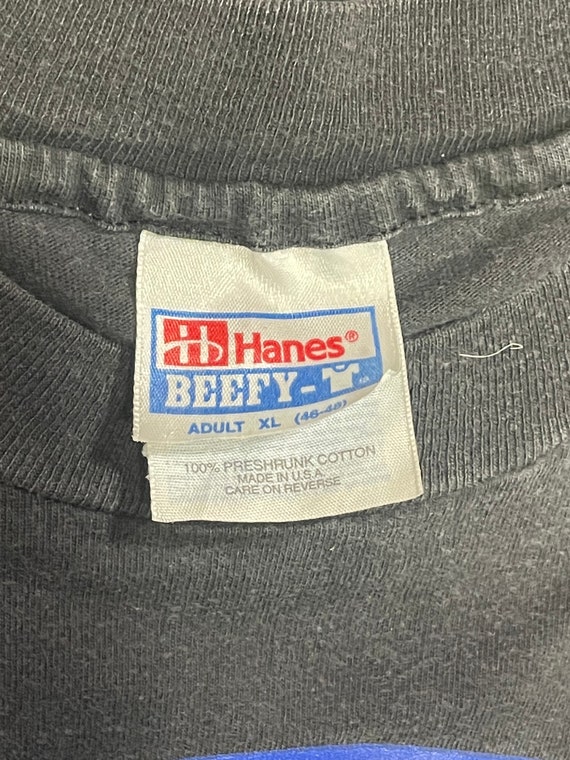 Hanes®
BEEFY-T
ADULT XL (46-48)
100% PRESHRUNK COTTON
MADE IN U.S.A.
CARE ON REVERSE